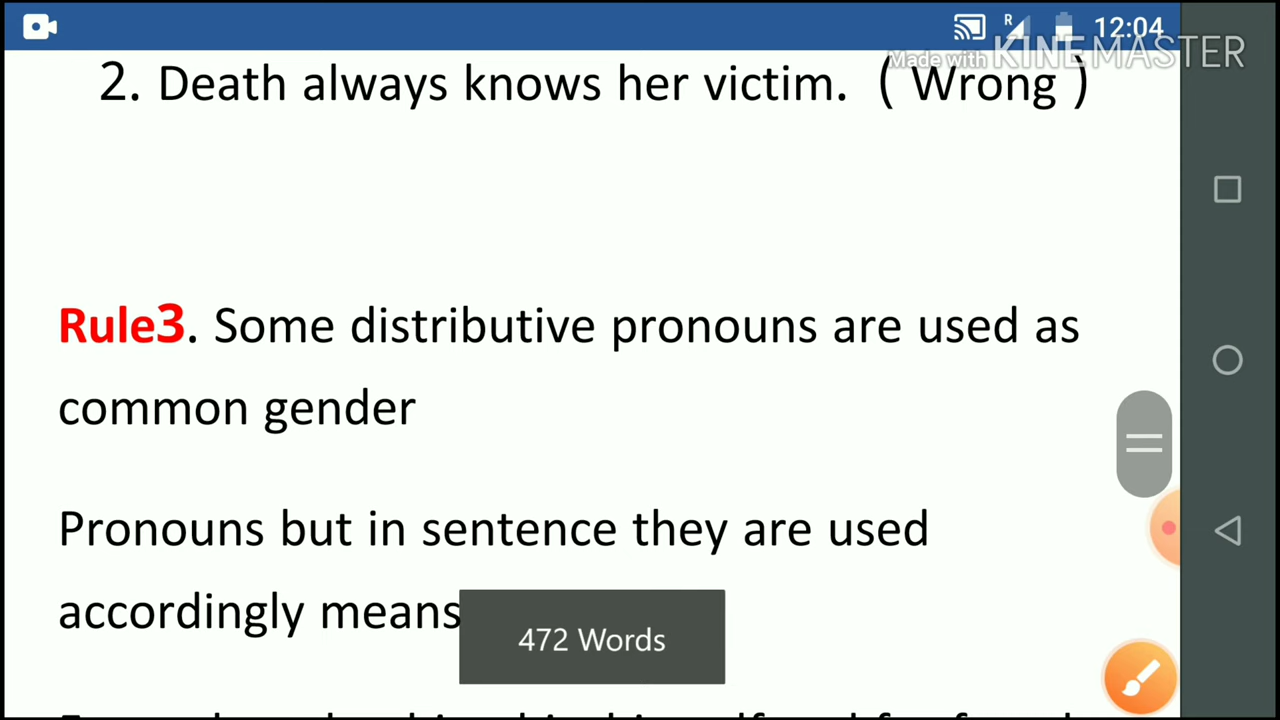 R 12:04
Made with KINEMASTER
2. Death always knows her victim. ( Wrong )
Rule3. Some distributive pronouns are used as
common gender
Pronouns but in sentence they are used
accordingly means
472 Words